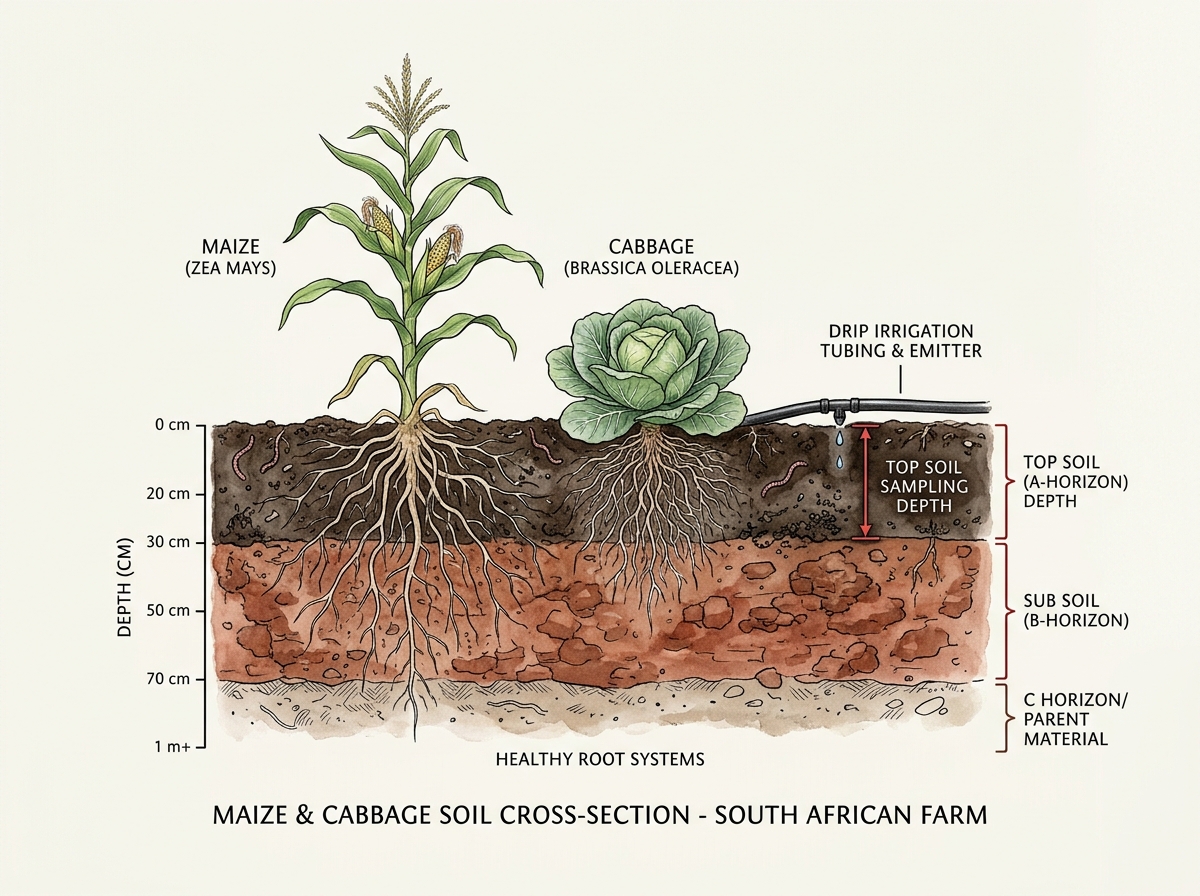 MAIZE
(ZEA MAYS)
CABBAGE
(BRASSICA OLERACEA)
DRIP IRRIGATION
TUBING & EMITTER
DEPTH (CM)
0 cm
20 cm
30 cm
50 cm
70 cm
1 m+
TOP SOIL
SAMPLING
DEPTH
TOP SOIL
(A-HORIZON)
DEPTH
SUB SOIL
(B-HORIZON)
C HORIZON/
PARENT
MATERIAL
HEALTHY ROOT SYSTEMS
MAIZE & CABBAGE SOIL CROSS-SECTION - SOUTH AFRICAN FARM